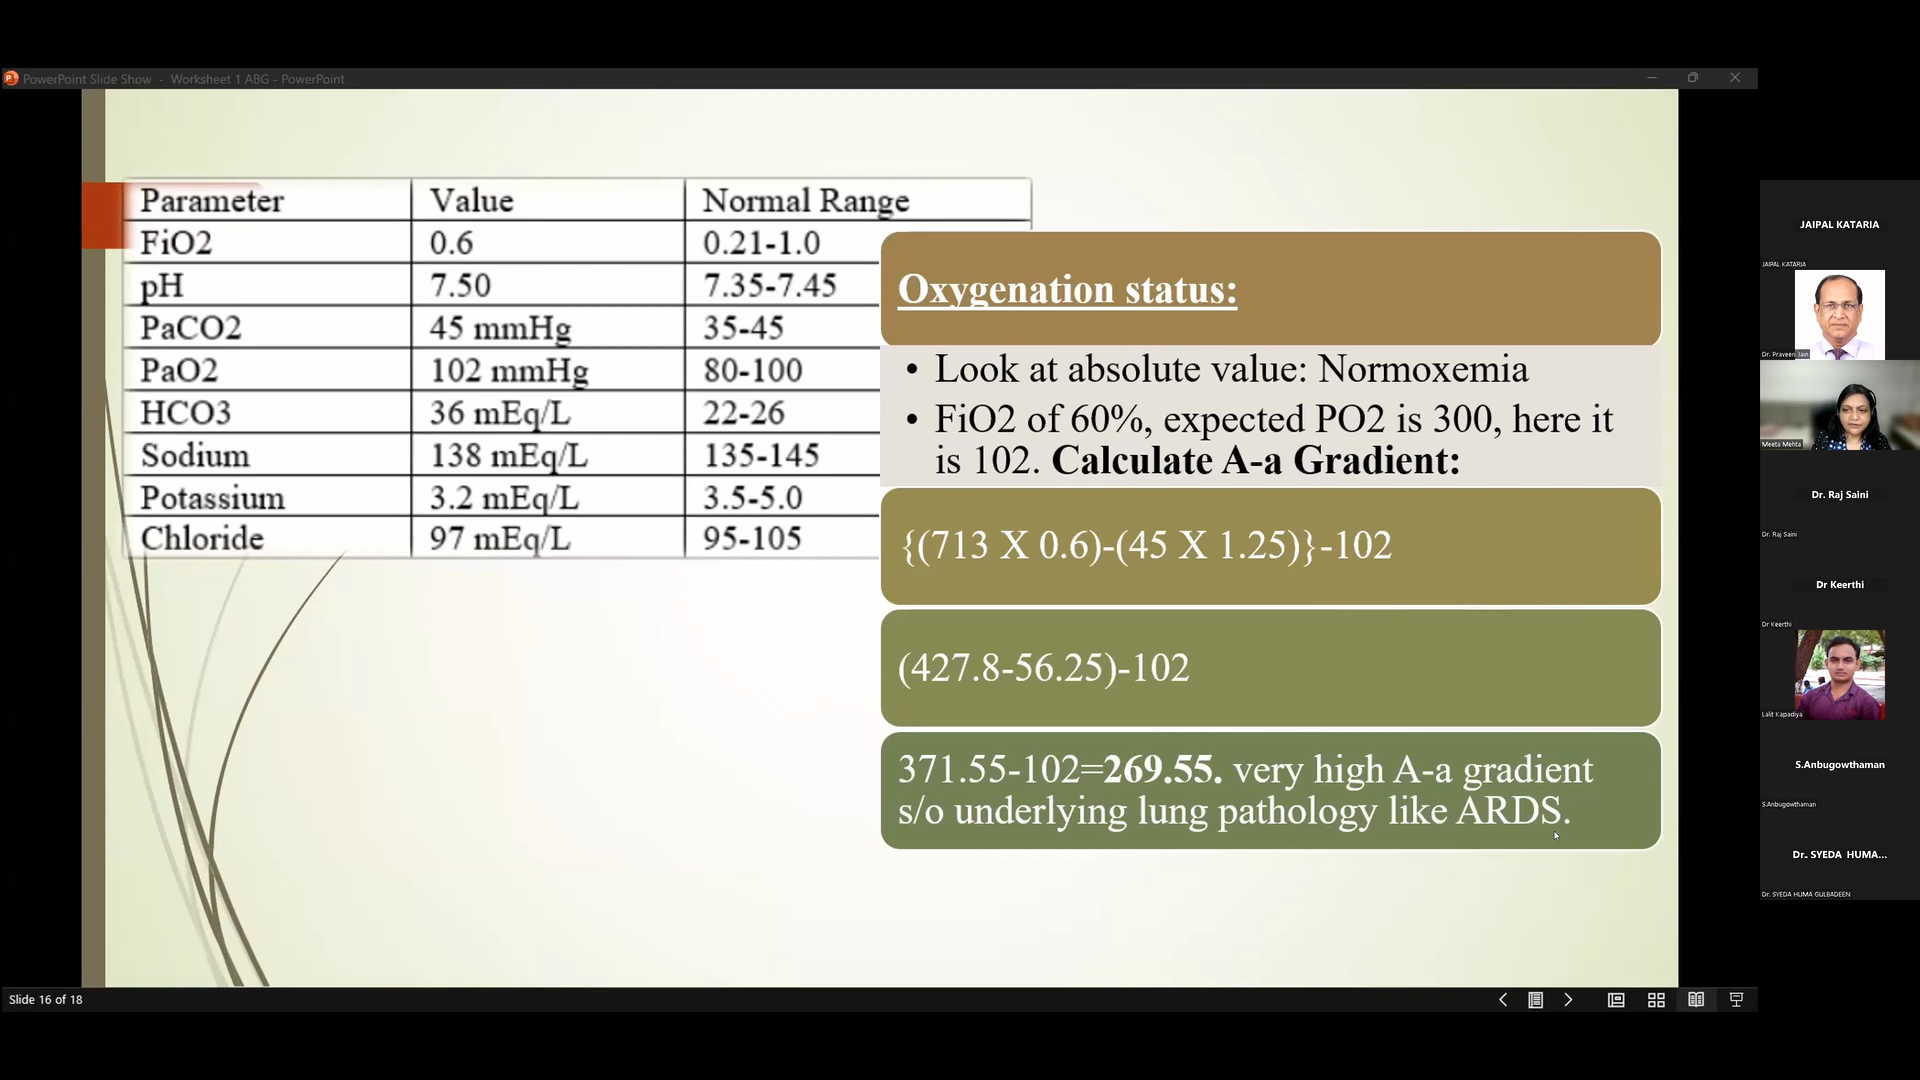 PowerPoint Slide Show - Worksheet 1 ABG - PowerPoint
Parameter Value Normal Range
FiO2 0.6 0.21-1.0
pH 7.50 7.35-7.45
PaCO2 45 mmHg 35-45
PaO2 102 mmHg 80-100
HCO3 36 mEq/L 22-26
Sodium 138 mEq/L 135-145
Potassium 3.2 mEq/L 3.5-5.0
Chloride 97 mEq/L 95-105
Oxygenation status:
• Look at absolute value: Normoxemia
• FiO2 of 60%, expected PO2 is 300, here it
is 102. Calculate A-a Gradient:
{(713 X 0.6)-(45 X 1.25)}-102
(427.8-56.25)-102
371.55-102=269.55. very high A-a gradient
s/o underlying lung pathology like ARDS.
Slide 16 of 18
JAIPAL KATARIA
JAIPAL KATARIA
Dr. Praveen Jain
Meeta Mehta
Dr. Raj Saini
Dr. Raj Saini
Dr Keerthi
Dr Keerthi
Lalit Kapadiya
S.Anbugowthaman
S.Anbugowthaman
Dr. SYEDA HUMA...
Dr. SYEDA HUMA GULBADEEN